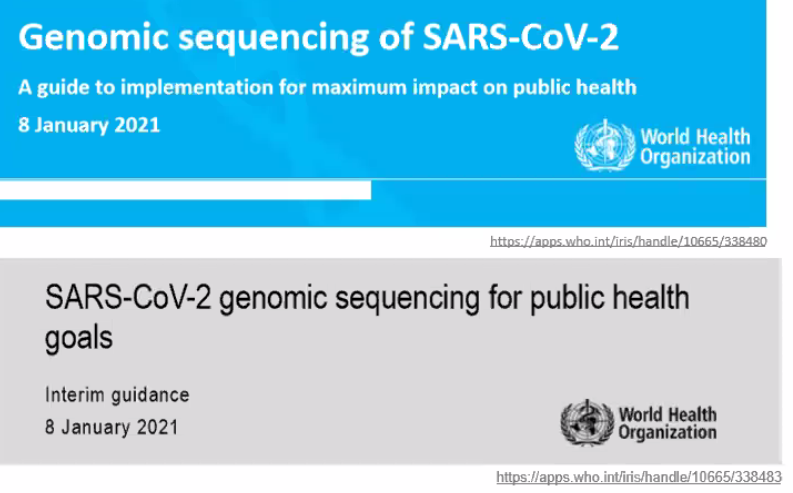 Genomic sequencing of SARS-CoV-2
A guide to implementation for maximum impact on public health
8 January 2021
World Health
Organization
https://apps.who.int/iris/handle/10665/338480
SARS-CoV-2 genomic sequencing for public health
goals
Interim guidance
8 January 2021
World Health
Organization
https://apps.who.int/iris/handle/10665/338483